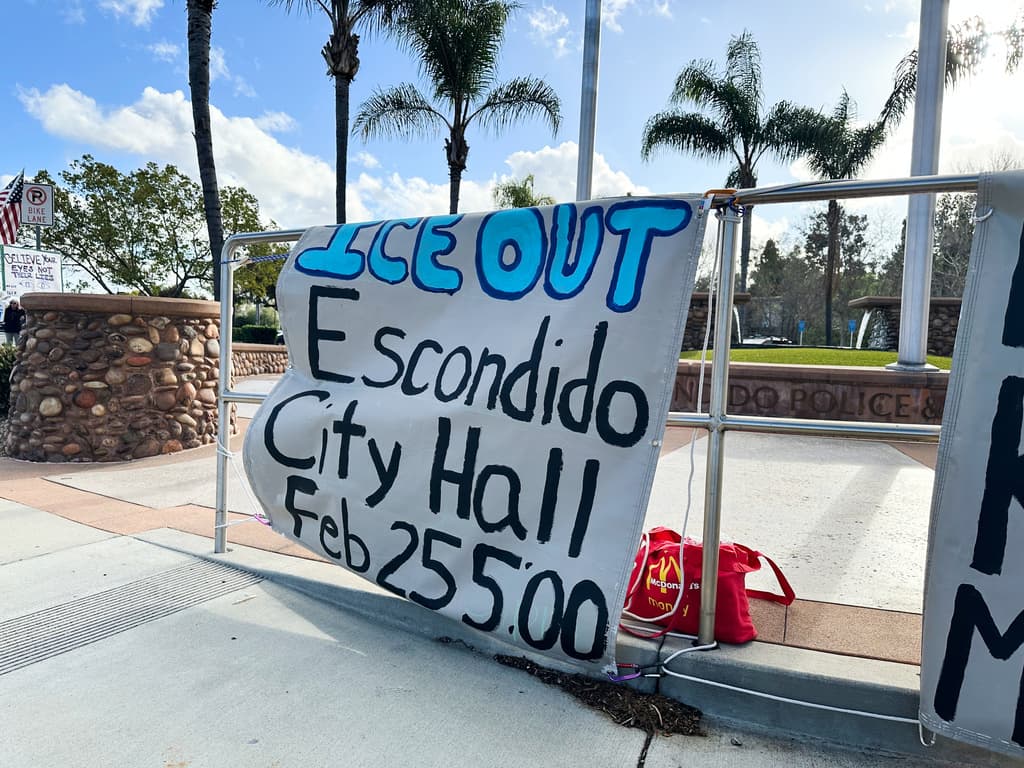 ICE OUT
Escondido
City Hall
Feb 25 5:00
BIKE
LANE
BELIEVE YOUR
EYES NOT
THEIR LIES
NDIDO POLICE &
McDonald's